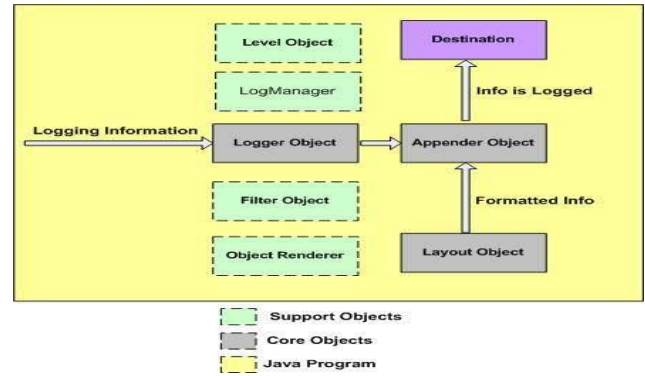 Level Object
Destination
LogManager
Info is Logged
Logging Information
Logger Object
Appender Object
Filter Object
Formatted Info
Object Renderer
Layout Object
Support Objects
Core Objects
Java Program